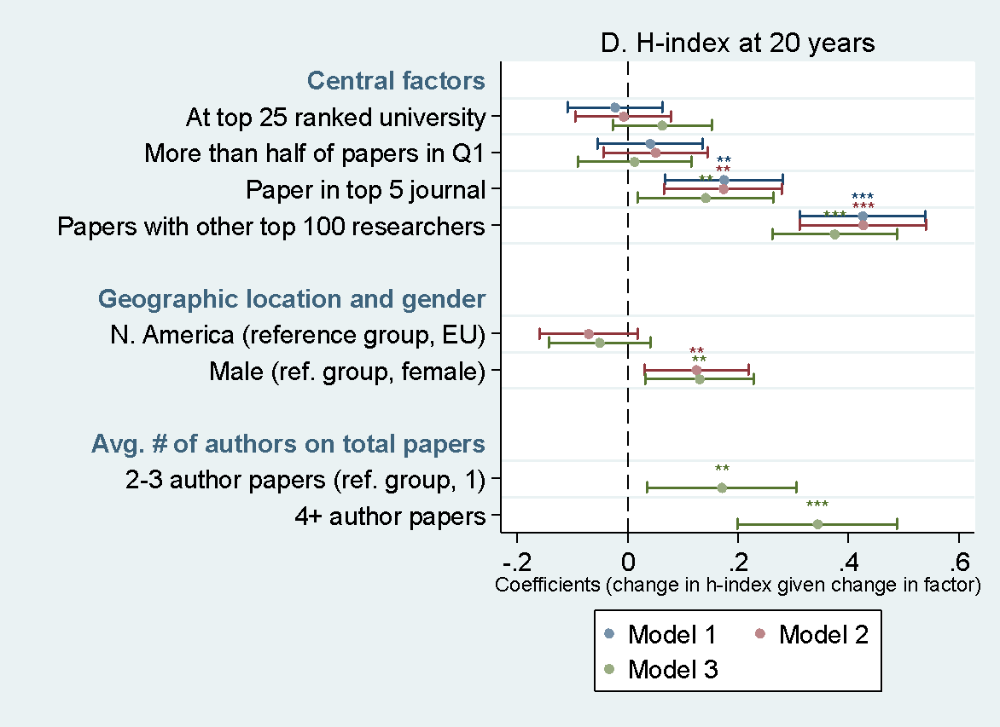 D. H-index at 20 years
Central factors
At top 25 ranked university
More than half of papers in Q1
**
**
**
Paper in top 5 journal
***
***
***
Papers with other top 100 researchers
Geographic location and gender
N. America (reference group, EU)
**
**
Male (ref. group, female)
Avg. # of authors on total papers
**
2-3 author papers (ref. group, 1)
***
4+ author papers
-.2 0 .2 .4 .6
Coefficients (change in h-index given change in factor)
Model 1 Model 2
Model 3